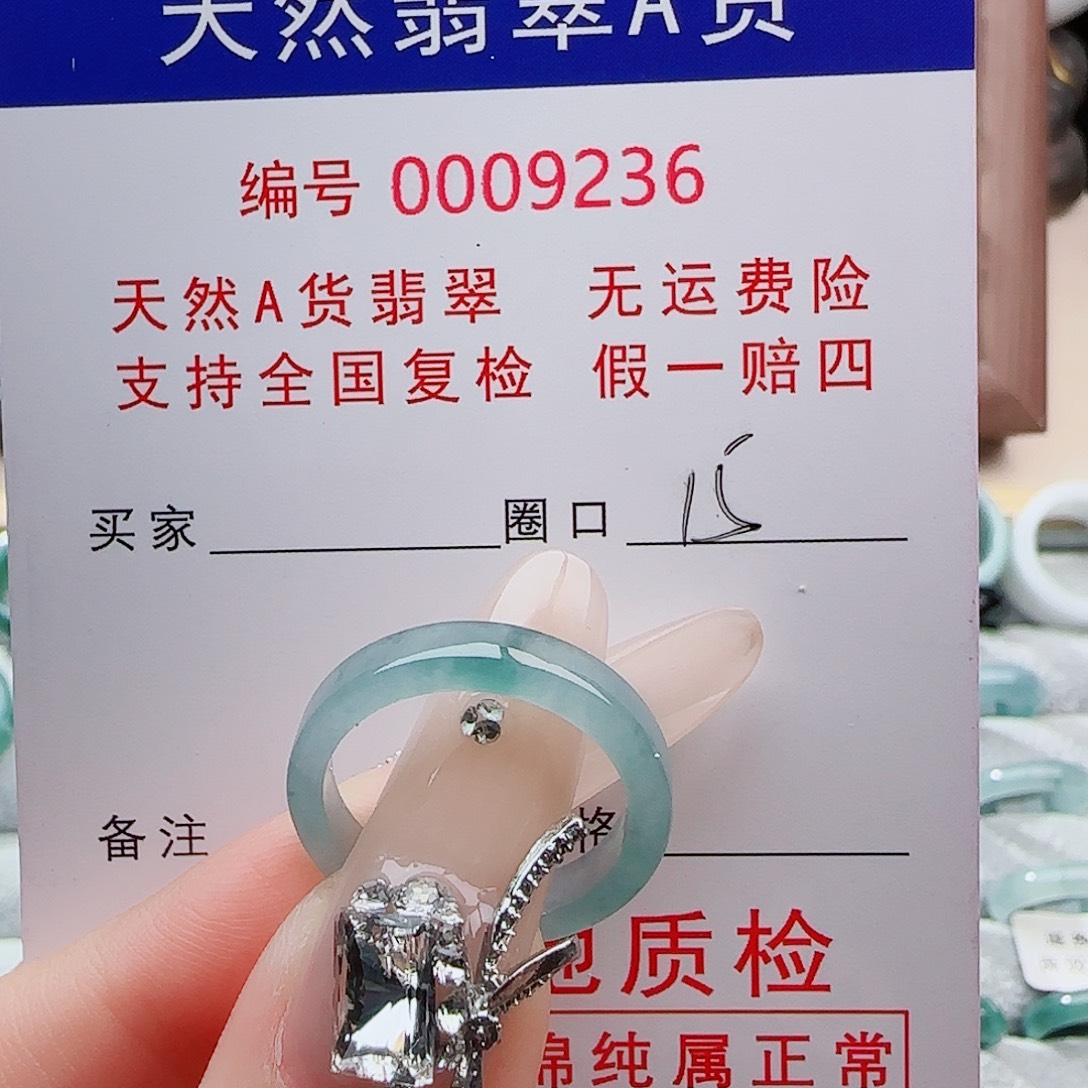 天然翡翠A货
编号 0009236
天然A货翡翠 无运费险
支持全国复检 假一赔四
买家 圈口 15
备注 格
质检
棉纯属正常